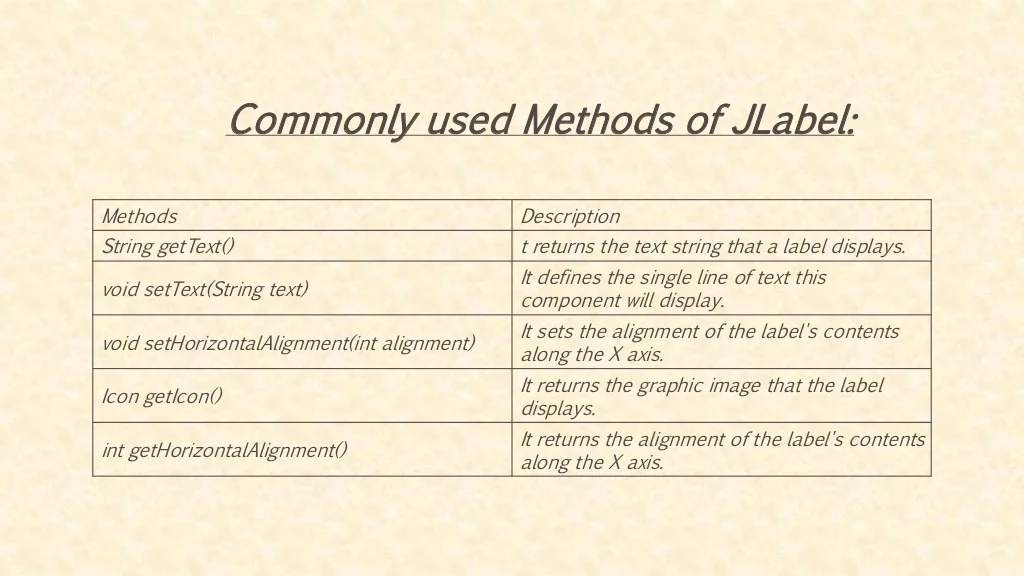 Commonly used Methods of JLabel:
Methods
Description
String getText()
t returns the text string that a label displays.
void setText(String text)
It defines the single line of text this
component will display.
void setHorizontalAlignment(int alignment)
It sets the alignment of the label's contents
along the X axis.
Icon getIcon()
It returns the graphic image that the label
displays.
int getHorizontalAlignment()
It returns the alignment of the label's contents
along the X axis.